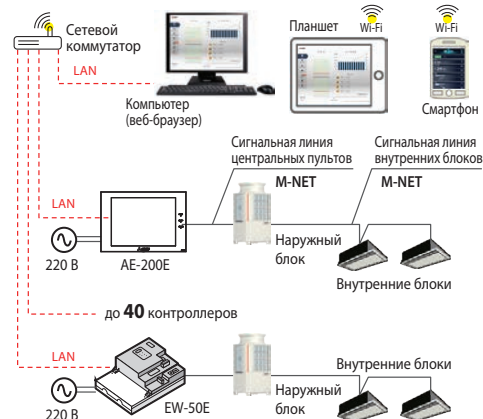 Сетевой
коммутатор
LAN
Компьютер
(веб-браузер)
Планшет
Wi-Fi
Wi-Fi
Смартфон
Сигнальная линия
центральных пультов
M-NET
Сигнальная линия
внутренних блоков
M-NET
LAN
220 В
AE-200E
Наружный
блок
Внутренние блоки
до 40 контроллеров
LAN
220 В
EW-50E
Наружный
блок
Внутренние блоки